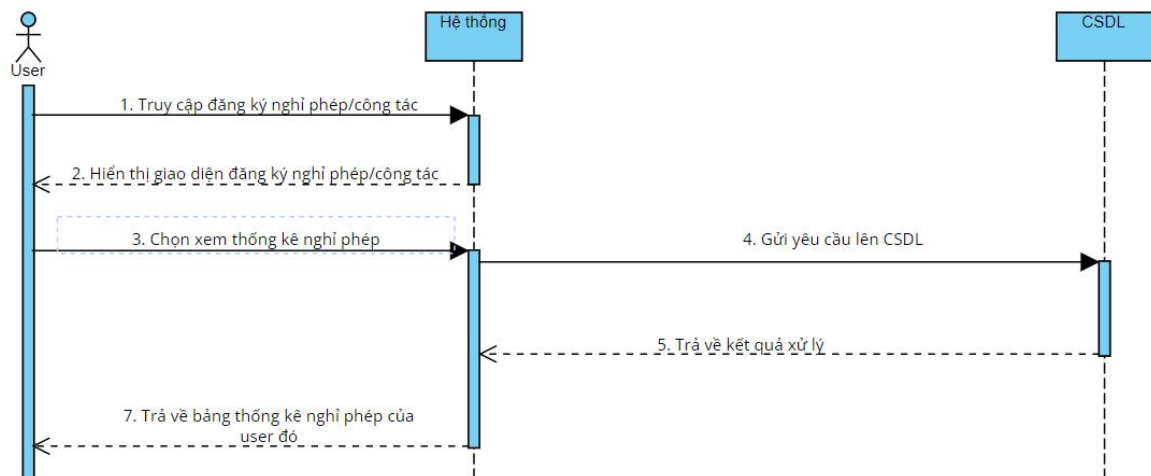 Hệ thống
CSDL
User
1. Truy cập đăng ký nghỉ phép/công tác
2. Hiển thị giao diện đăng ký nghỉ phép/công tác
3. Chọn xem thống kê nghỉ phép
4. Gửi yêu cầu lên CSDL
5. Trả về kết quả xử lý
7. Trả về bảng thống kê nghỉ phép của
user đó